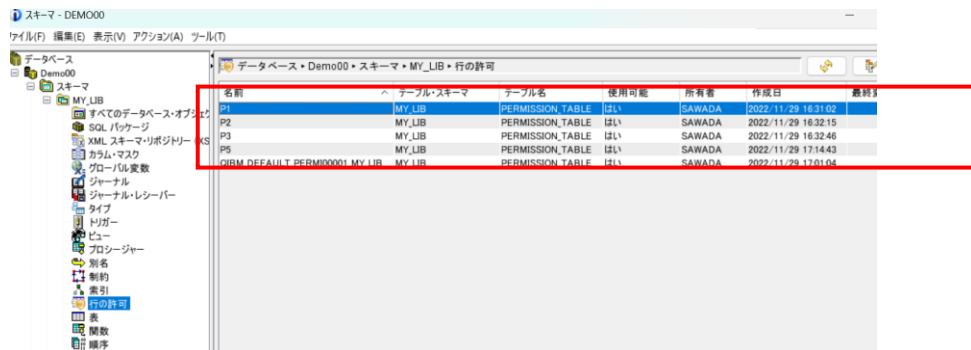 スキーマ - DEMO00
ァイル(F) 編集(E) 表示(V) アクション(A) ツール(T)
データベース
Demo00
スキーマ
MY_LIB
すべてのデータベース・オブジェク
SQL パッケージ
XML スキーマ・リポジトリー (XS
カラム・マスク
グローバル変数
ジャーナル
ジャーナル・レシーバー
タイプ
トリガー
ビュー
プロシージャー
別名
制約
索引
行の許可
表
関数
順序
データベース ▸ Demo00 ▸ スキーマ ▸ MY_LIB ▸ 行の許可
名前 テーブル・スキーマ テーブル名 使用可能 所有者 作成日 最終変
P1 MY_LIB PERMISSION_TABLE はい SAWADA 2022/11/29 16:31:02
P2 MY_LIB PERMISSION_TABLE はい SAWADA 2022/11/29 16:32:15
P3 MY_LIB PERMISSION_TABLE はい SAWADA 2022/11/29 16:32:46
P5 MY_LIB PERMISSION_TABLE はい SAWADA 2022/11/29 17:14:43
QIBM_DEFAULT_PERMI00001_MY_LIB MY_LIB PERMISSION_TABLE はい SAWADA 2022/11/29 17:01:04